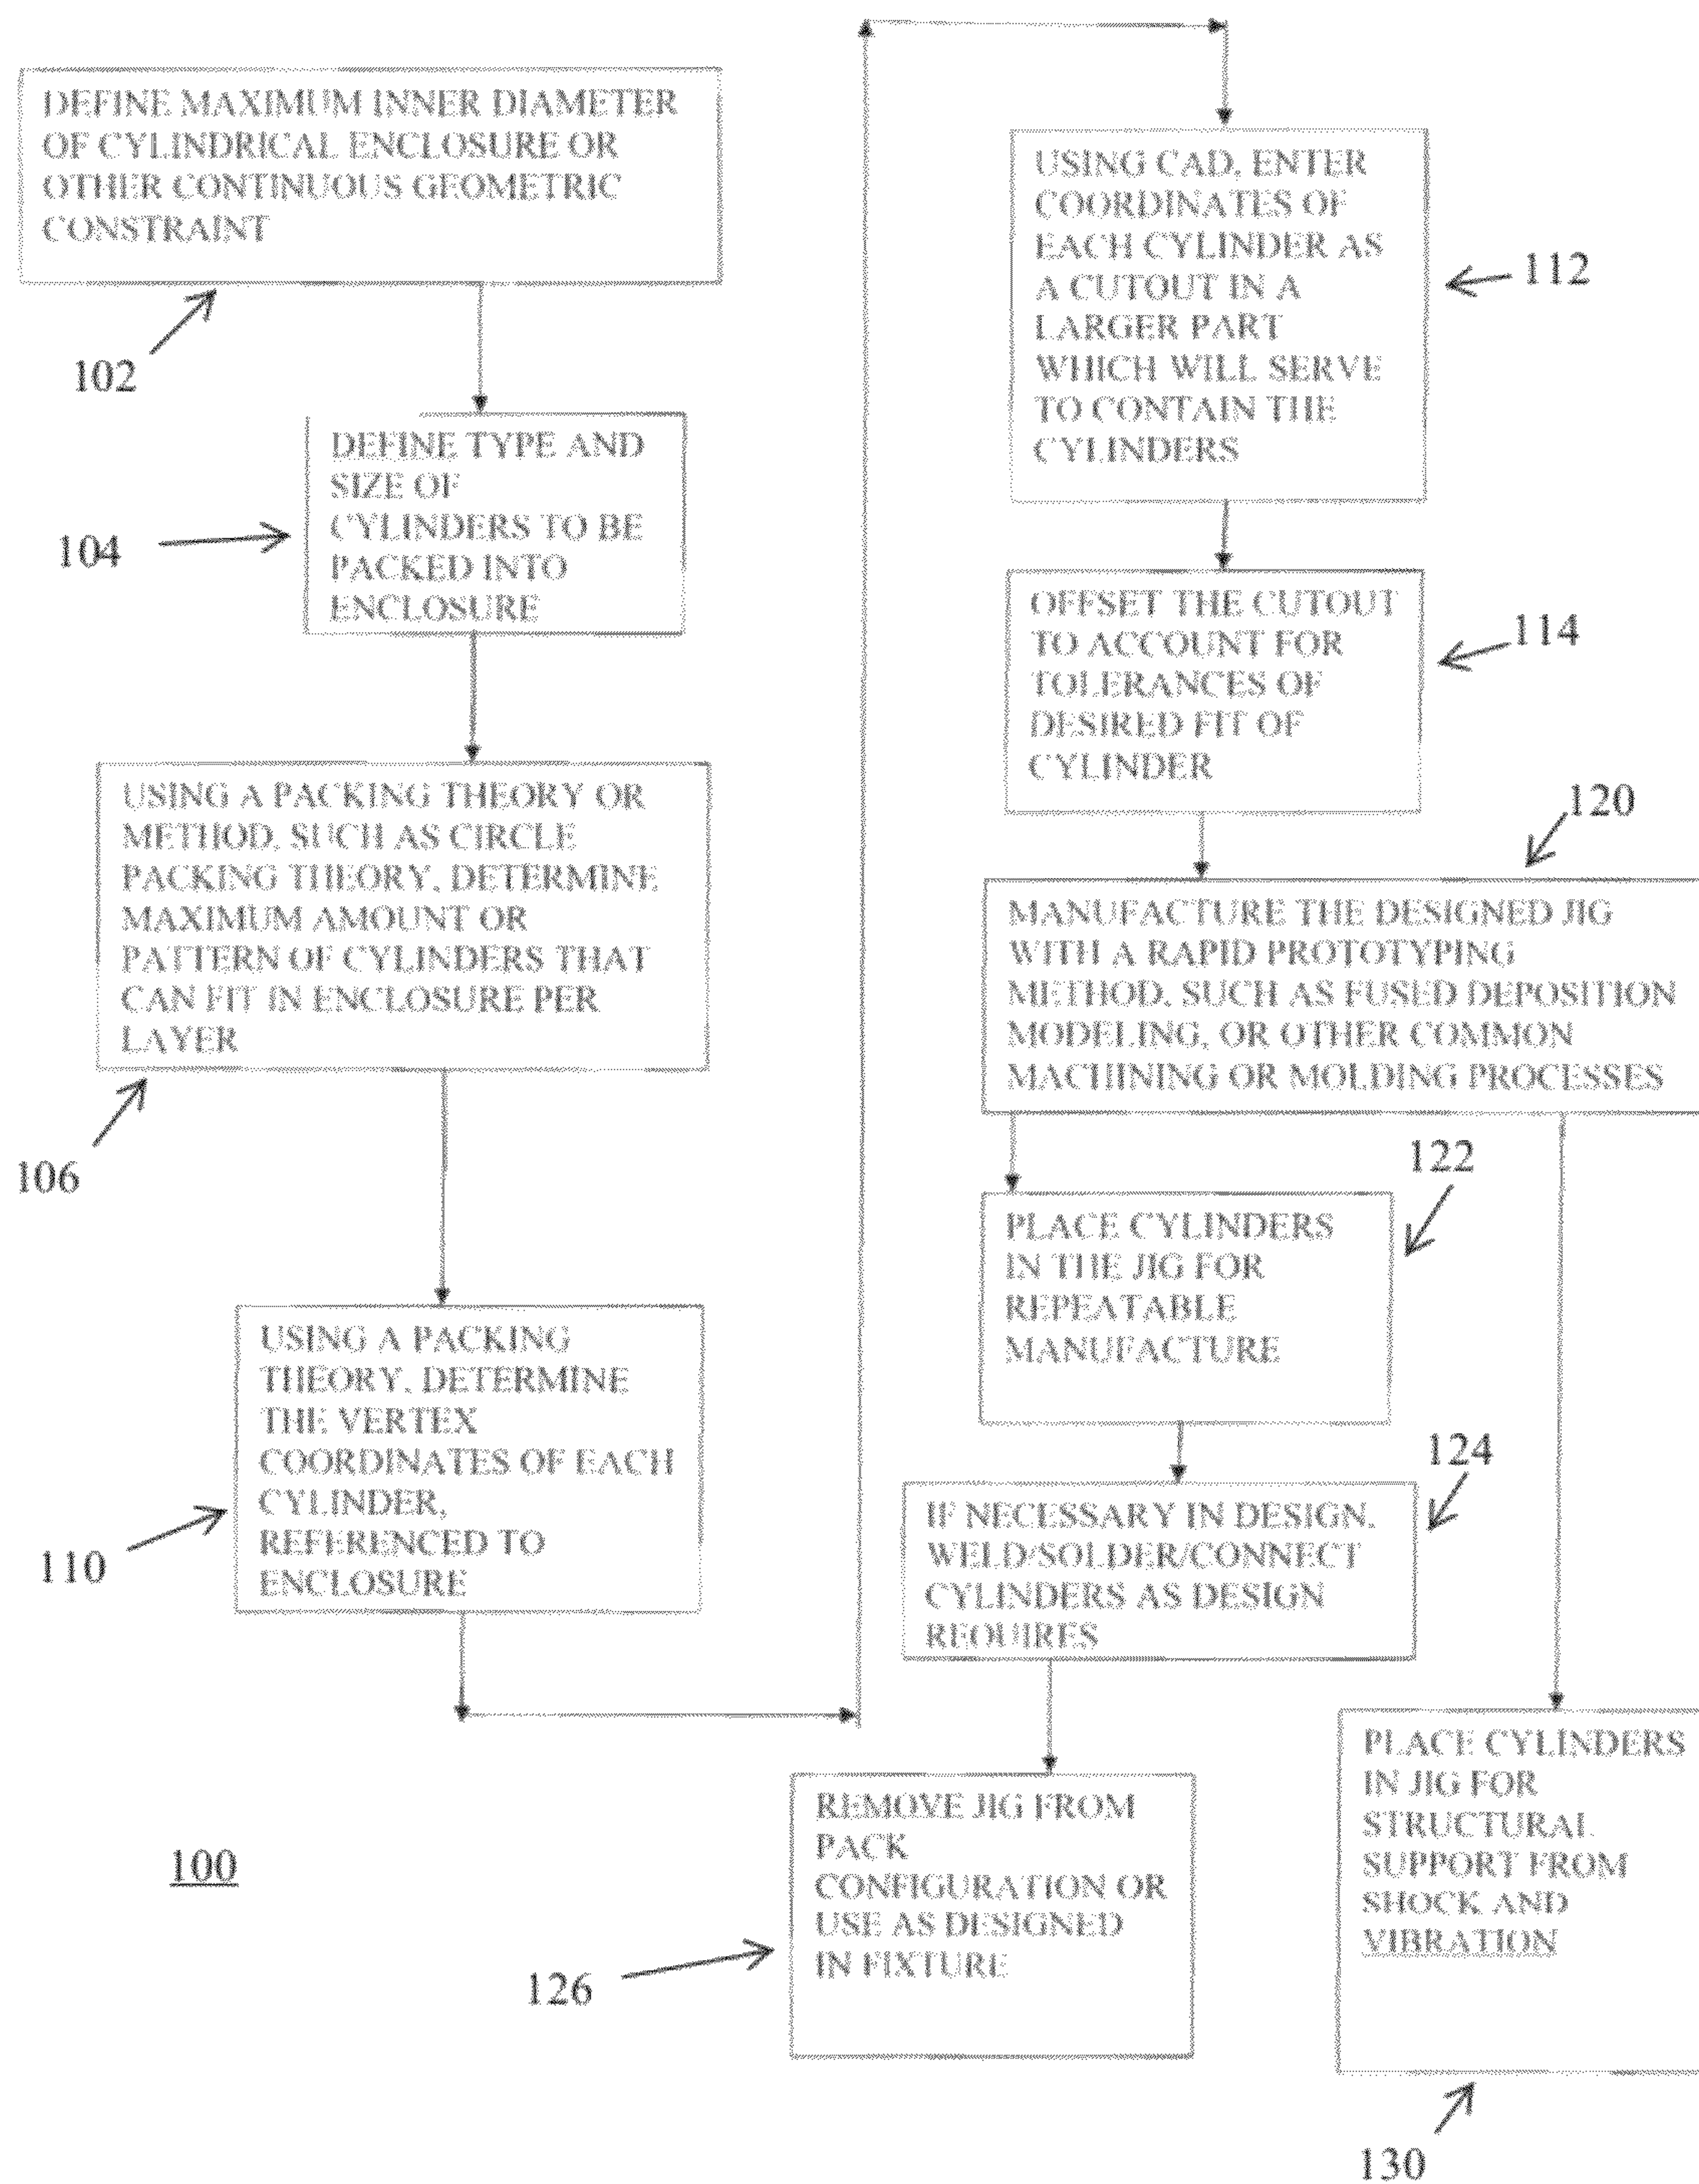 DEFINE MAXIMUM INNER DIAMETER
OF CYLINDRICAL ENCLOSURE OR
OTHER CONTINUOUS GEOMETRIC
CONSTRAINT
102
DEFINE TYPE AND
SIZE OF
CYLINDERS TO BE
PACKED INTO
ENCLOSURE
104
USING A PACKING THEORY OR
METHOD, SUCH AS CIRCLE
PACKING THEORY, DETERMINE
MAXIMUM AMOUNT OR
PATTERN OF CYLINDERS THAT
CAN FIT IN ENCLOSURE PER
LAYER
106
USING A PACKING
THEORY, DETERMINE
THE VERTEX
COORDINATES OF EACH
CYLINDER,
REFERENCED TO
ENCLOSURE
110
USING CAD, ENTER
COORDINATES OF
EACH CYLINDER AS
A CUTOUT IN A
LARGER PART
WHICH WILL SERVE
TO CONTAIN THE
CYLINDERS
112
OFFSET THE CUTOUT
TO ACCOUNT FOR
TOLERANCES OF
DESIRED FIT OF
CYLINDER
114
120
MANUFACTURE THE DESIGNED JIG
WITH A RAPID PROTOTYPING
METHOD, SUCH AS FUSED DEPOSITION
MODELING, OR OTHER COMMON
MACHINING OR MOLDING PROCESSES
122
PLACE CYLINDERS
IN THE JIG FOR
REPEATABLE
MANUFACTURE
124
IF NECESSARY IN DESIGN,
WELD/SOLDER/CONNECT
CYLINDERS AS DESIGN
REQUIRES
REMOVE JIG FROM
PACK
CONFIGURATION OR
USE AS DESIGNED
IN FIXTURE
126
PLACE CYLINDERS
IN JIG FOR
STRUCTURAL
SUPPORT FROM
SHOCK AND
VIBRATION
130
100